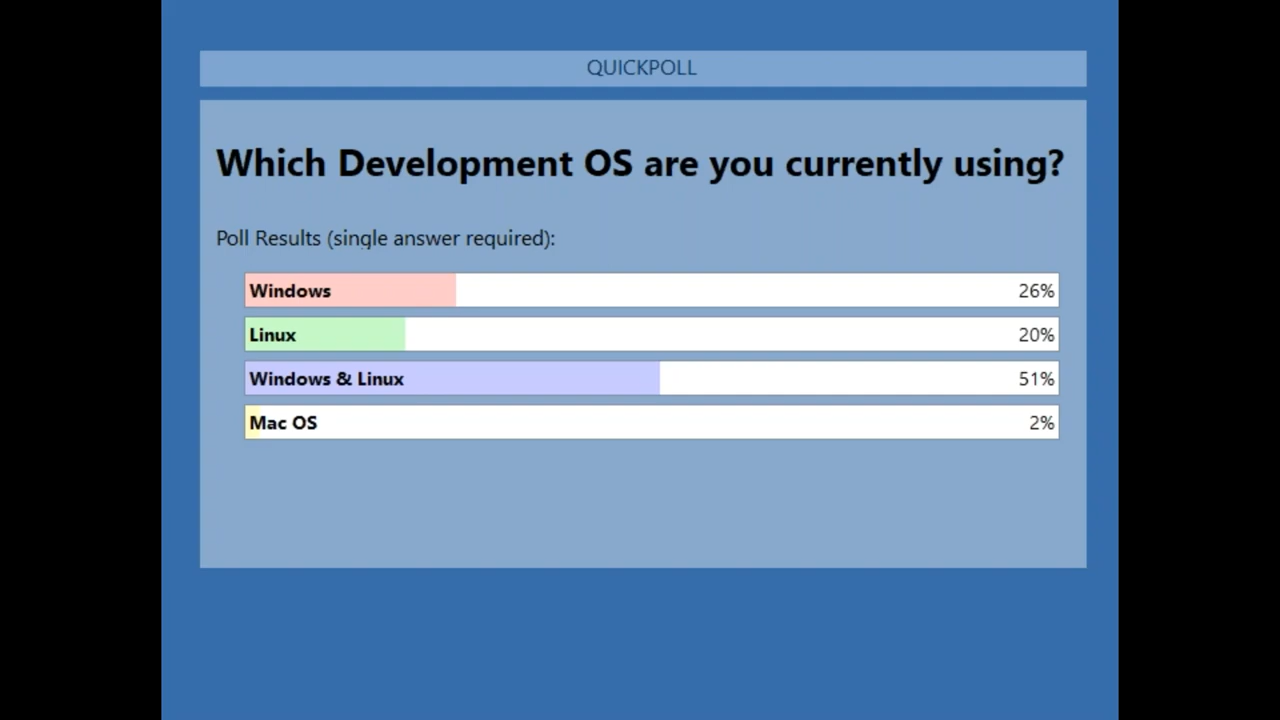 QUICKPOLL
Which Development OS are you currently using?
Poll Results (single answer required):
Windows 26%
Linux 20%
Windows & Linux 51%
Mac OS 2%